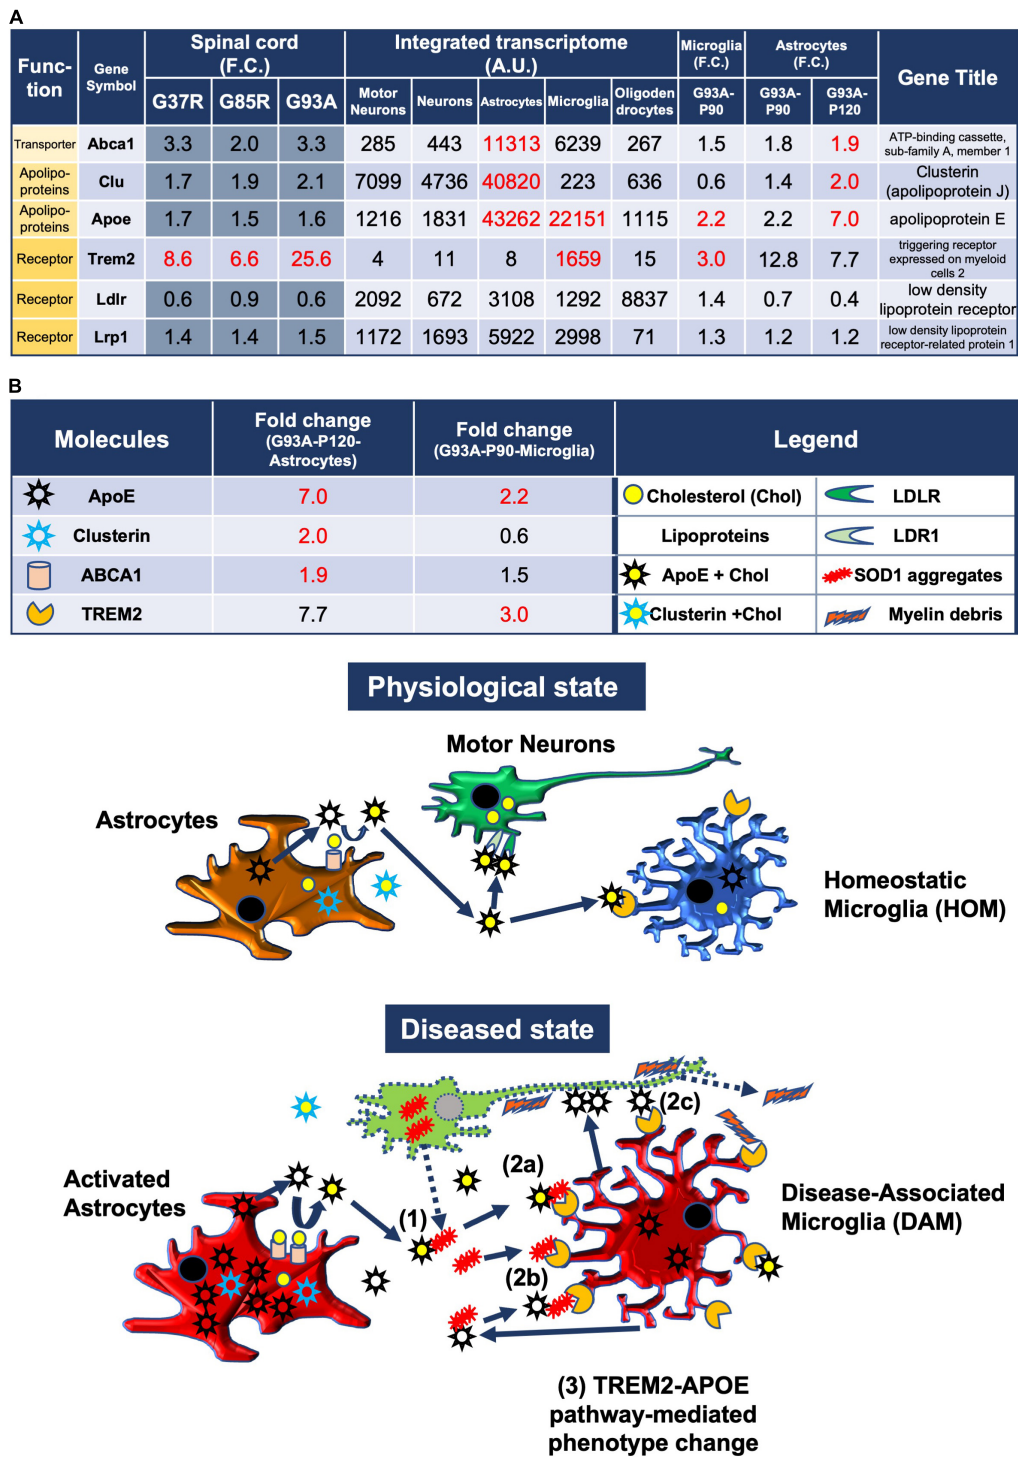 A
Func-
tion
Gene
Symbol
Spinal cord
(F.C.)
Integrated transcriptome
(A.U.)
Microglia
(F.C.)
Astrocytes
(F.C.)
Gene Title
G37R G85R G93A
Motor
Neurons
Neurons Astrocytes Microglia
Oligoden
drocytes
G93A-
P90
G93A-
P90
G93A-
P120
Transporter Abca1 3.3 2.0 3.3 285 443 11313 6239 267 1.5 1.8 1.9
ATP-binding cassette,
sub-family A, member 1
Apolipo-
proteins
Clu 1.7 1.9 2.1 7099 4736 40820 223 636 0.6 1.4 2.0
Clusterin
(apolipoprotein J)
Apolipo-
proteins
Apoe 1.7 1.5 1.6 1216 1831 43262 22151 1115 2.2 2.2 7.0 apolipoprotein E
Receptor Trem2 8.6 6.6 25.6 4 11 8 1659 15 3.0 12.8 7.7
triggering receptor
expressed on myeloid
cells 2
Receptor Ldlr 0.6 0.9 0.6 2092 672 3108 1292 8837 1.4 0.7 0.4
low density
lipoprotein receptor
Receptor Lrp1 1.4 1.4 1.5 1172 1693 5922 2998 71 1.3 1.2 1.2
low density lipoprotein
receptor-related protein 1
B
Molecules
Fold change
(G93A-P120-
Astrocytes)
Fold change
(G93A-P90-Microglia)
Legend
ApoE 7.0 2.2 Cholesterol (Chol) LDLR
Clusterin 2.0 0.6 Lipoproteins LDR1
ABCA1 1.9 1.5 ApoE + Chol SOD1 aggregates
TREM2 7.7 3.0 Clusterin +Chol Myelin debris
Physiological state
Motor Neurons
Astrocytes
Homeostatic
Microglia (HOM)
Diseased state
(2c)
(2a)
Activated
Astrocytes
Disease-Associated
Microglia (DAM)
(1)
(2b)
(3) TREM2-APOE
pathway-mediated
phenotype change